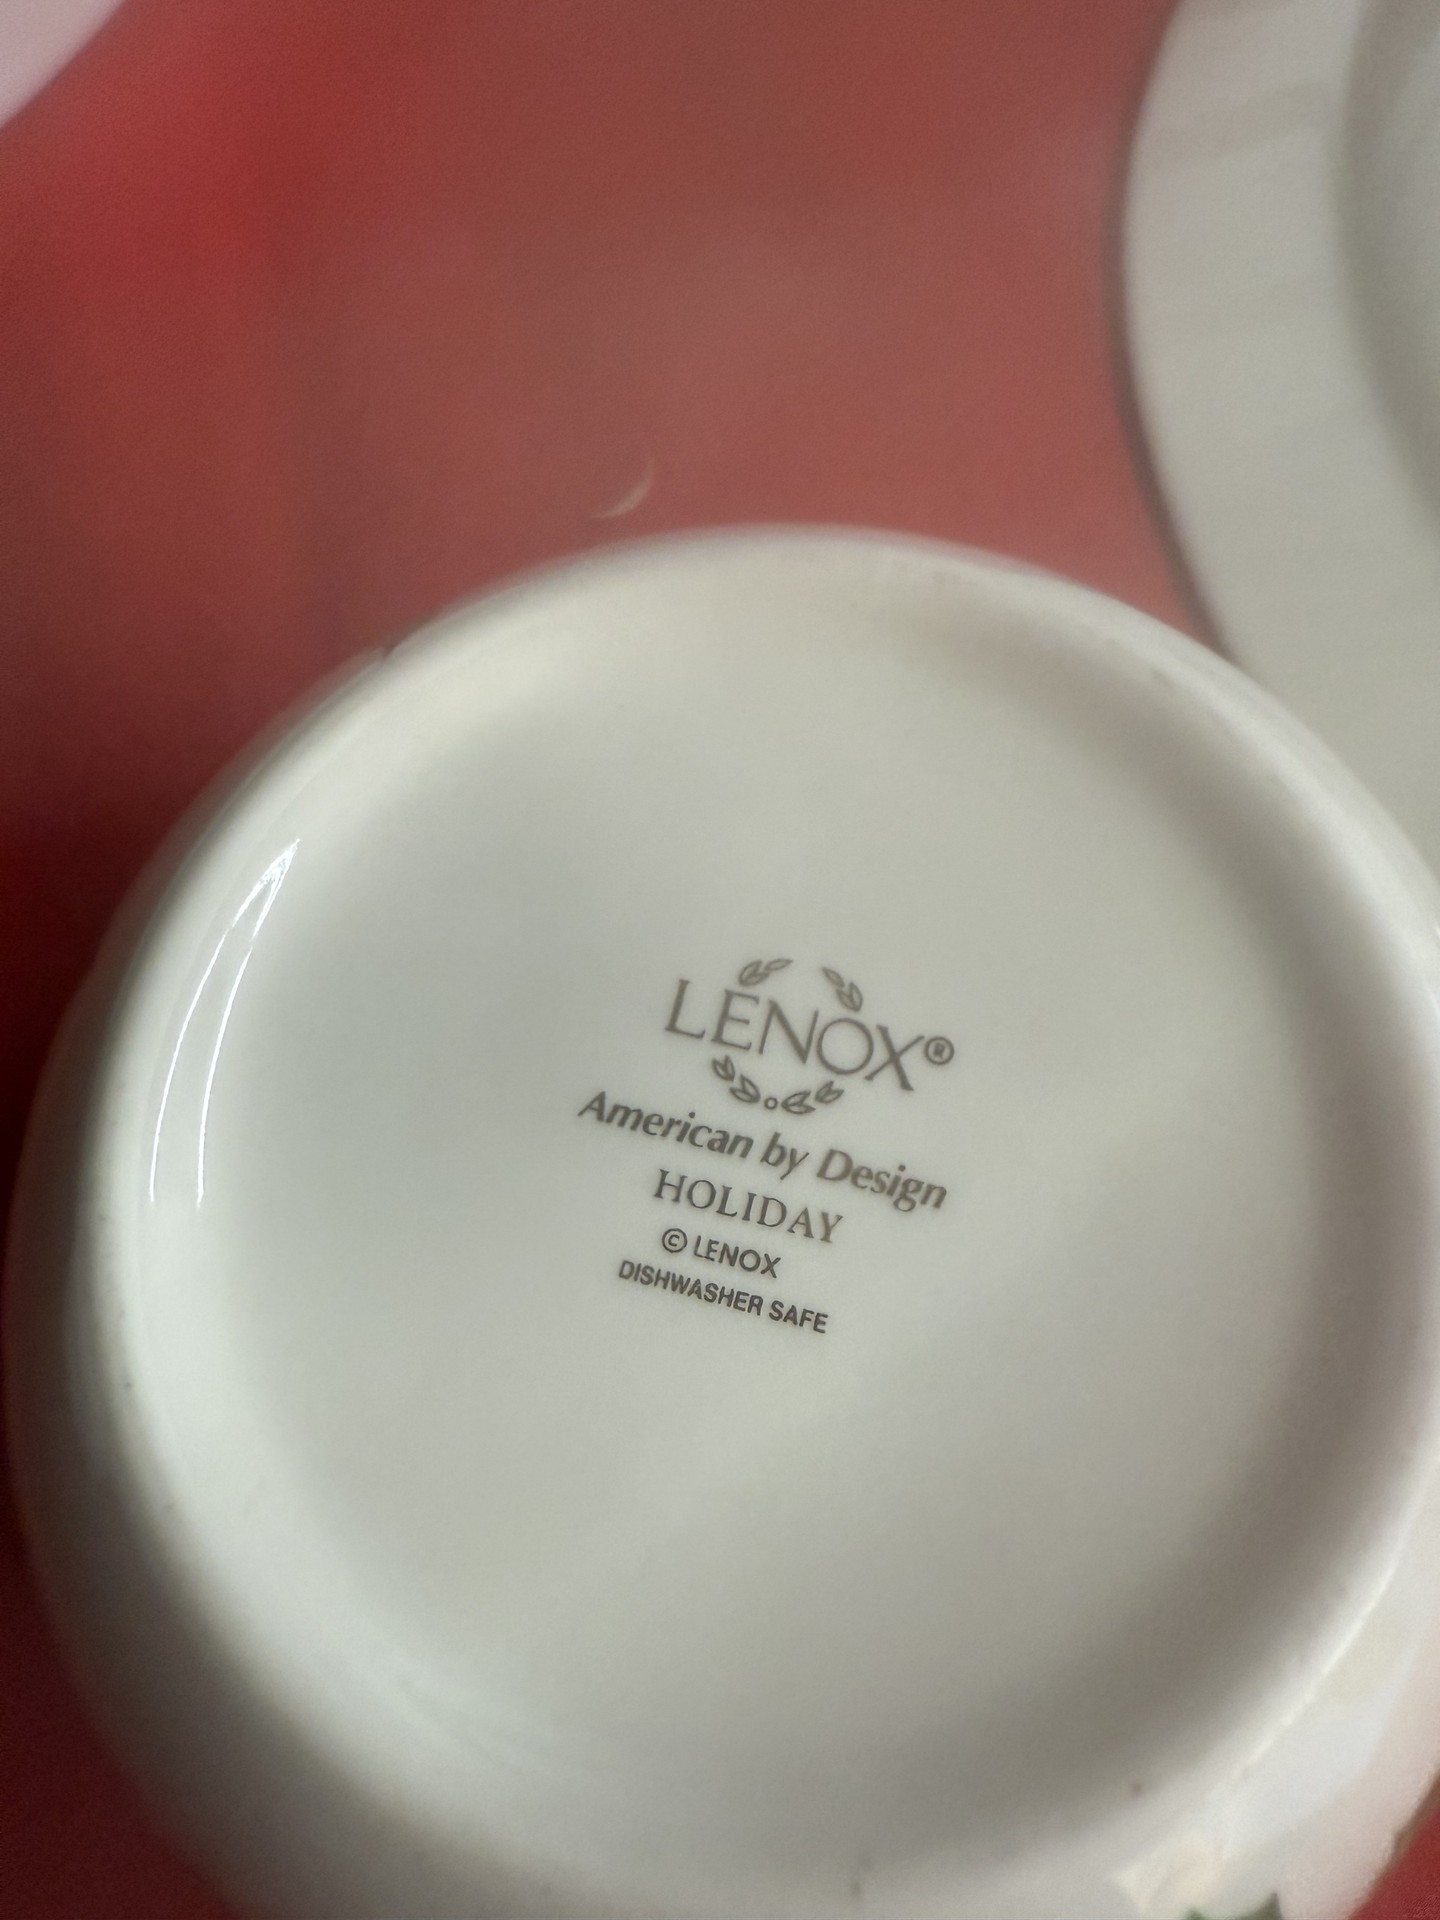 LENOX®
American by Design
HOLIDAY
© LENOX
DISHWASHER SAFE